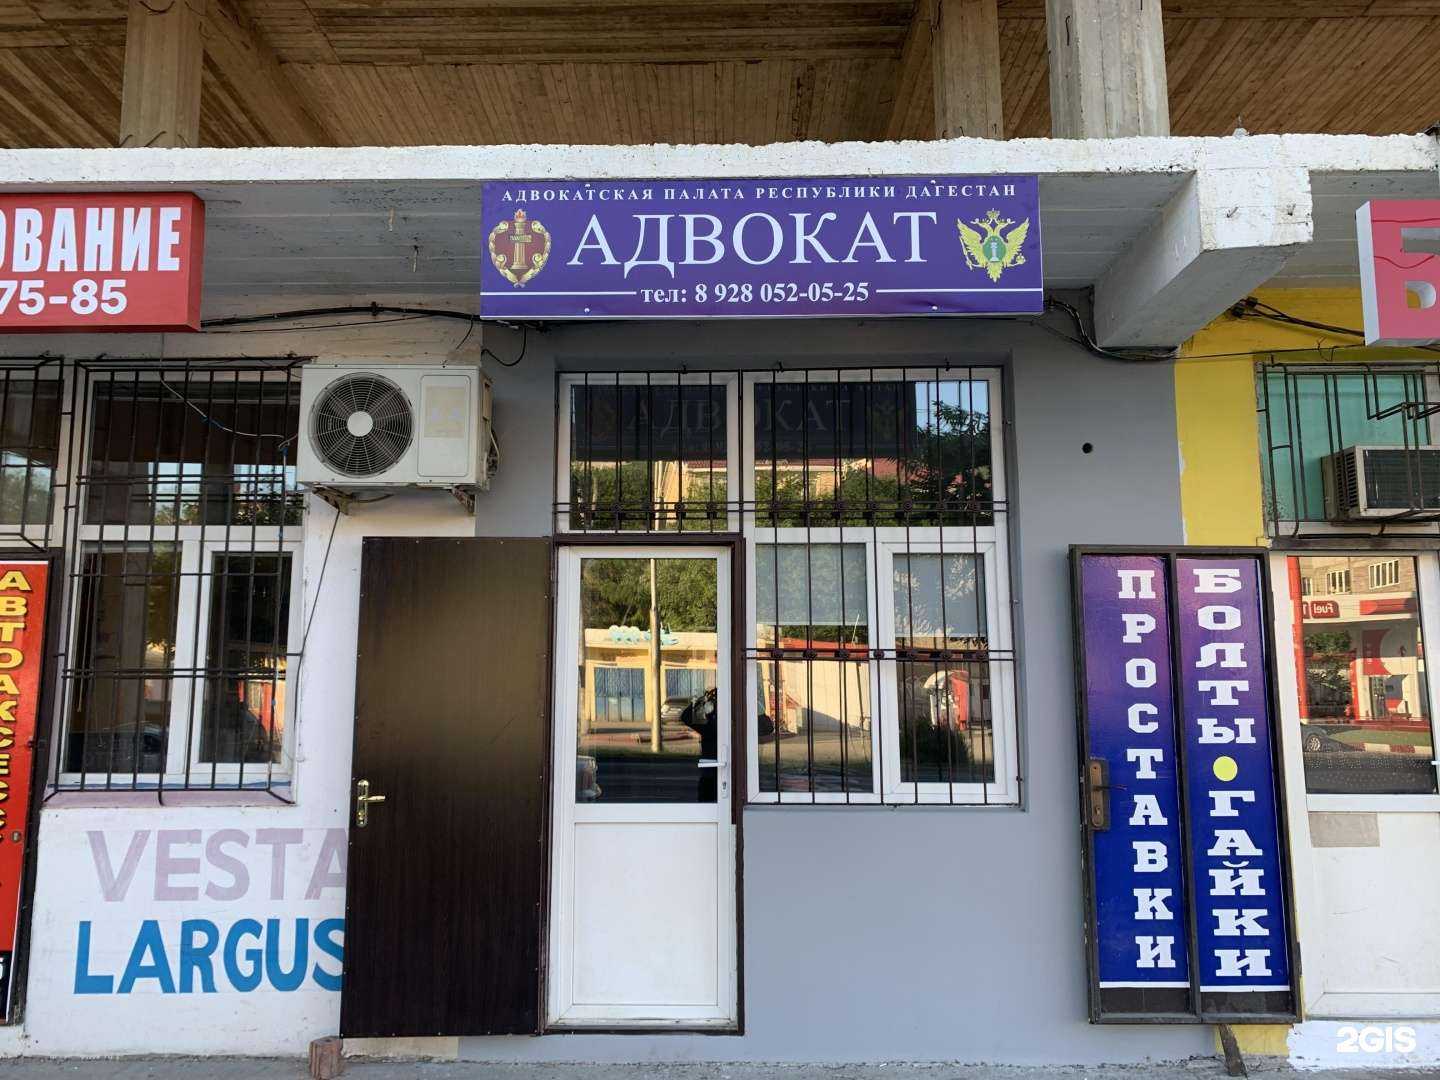 ОВАНИЕ
75-85
АДВОКАТСКАЯ ПАЛАТА РЕСПУБЛИКИ ДАГЕСТАН
АДВОКАТ
тел: 8 928 052-05-25
Б
АВТОАКСЕСС
VESTA
LARGUS
ПРОСТАВКИ
БОЛТЫ • ГАЙКИ
Fuel
2GIS